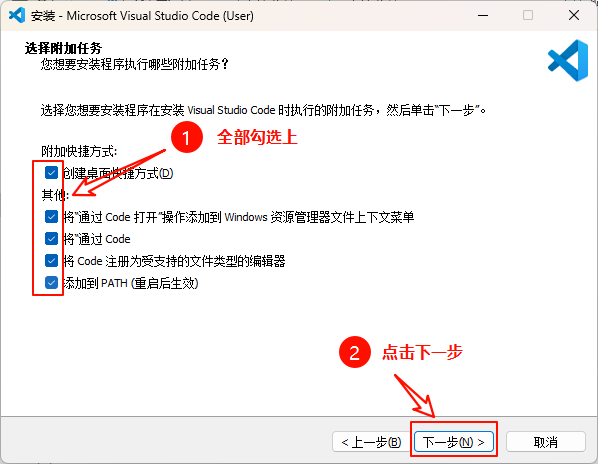 安装 - Microsoft Visual Studio Code (User)
选择附加任务
您想要安装程序执行哪些附加任务？
选择您想要安装程序在安装 Visual Studio Code 时执行的附加任务，然后单击“下一步”。
1 全部勾选上
附加快捷方式:
创建桌面快捷方式(D)
其他:
将“通过 Code 打开”操作添加到 Windows 资源管理器文件上下文菜单
将“通过 Code
将 Code 注册为受支持的文件类型的编辑器
添加到 PATH (重启后生效)
2 点击下一步
< 上一步(B) 下一步(N) > 取消